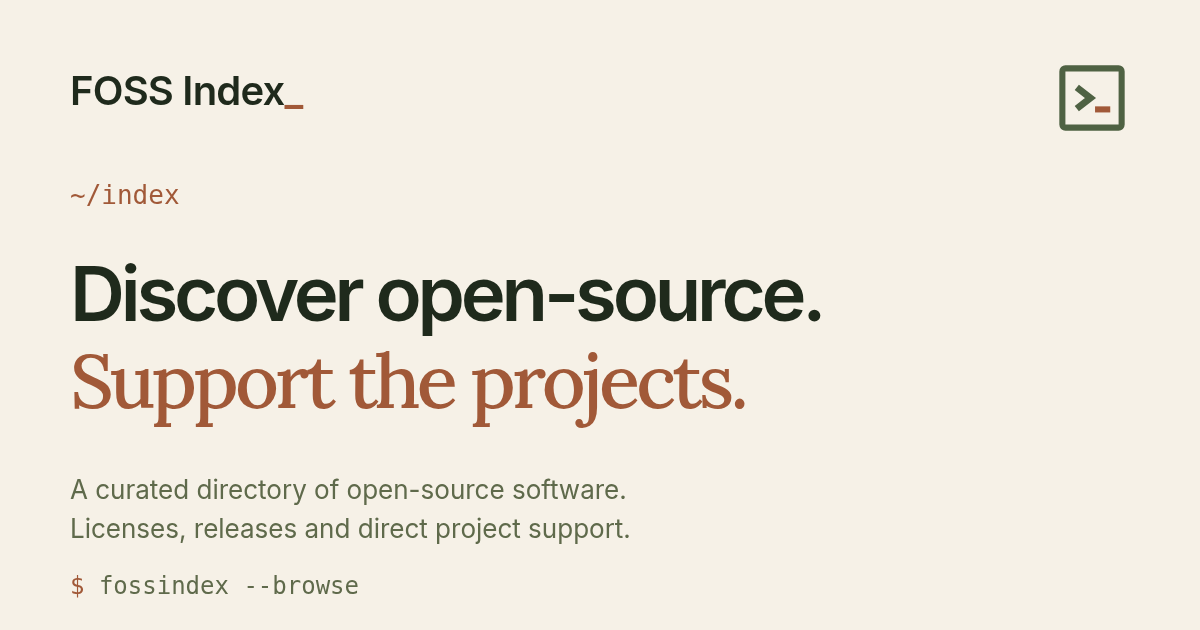 FOSS Index_
>_
~/index
Discover open-source.
Support the projects.
A curated directory of open-source software.
Licenses, releases and direct project support.
$ fossindex --browse